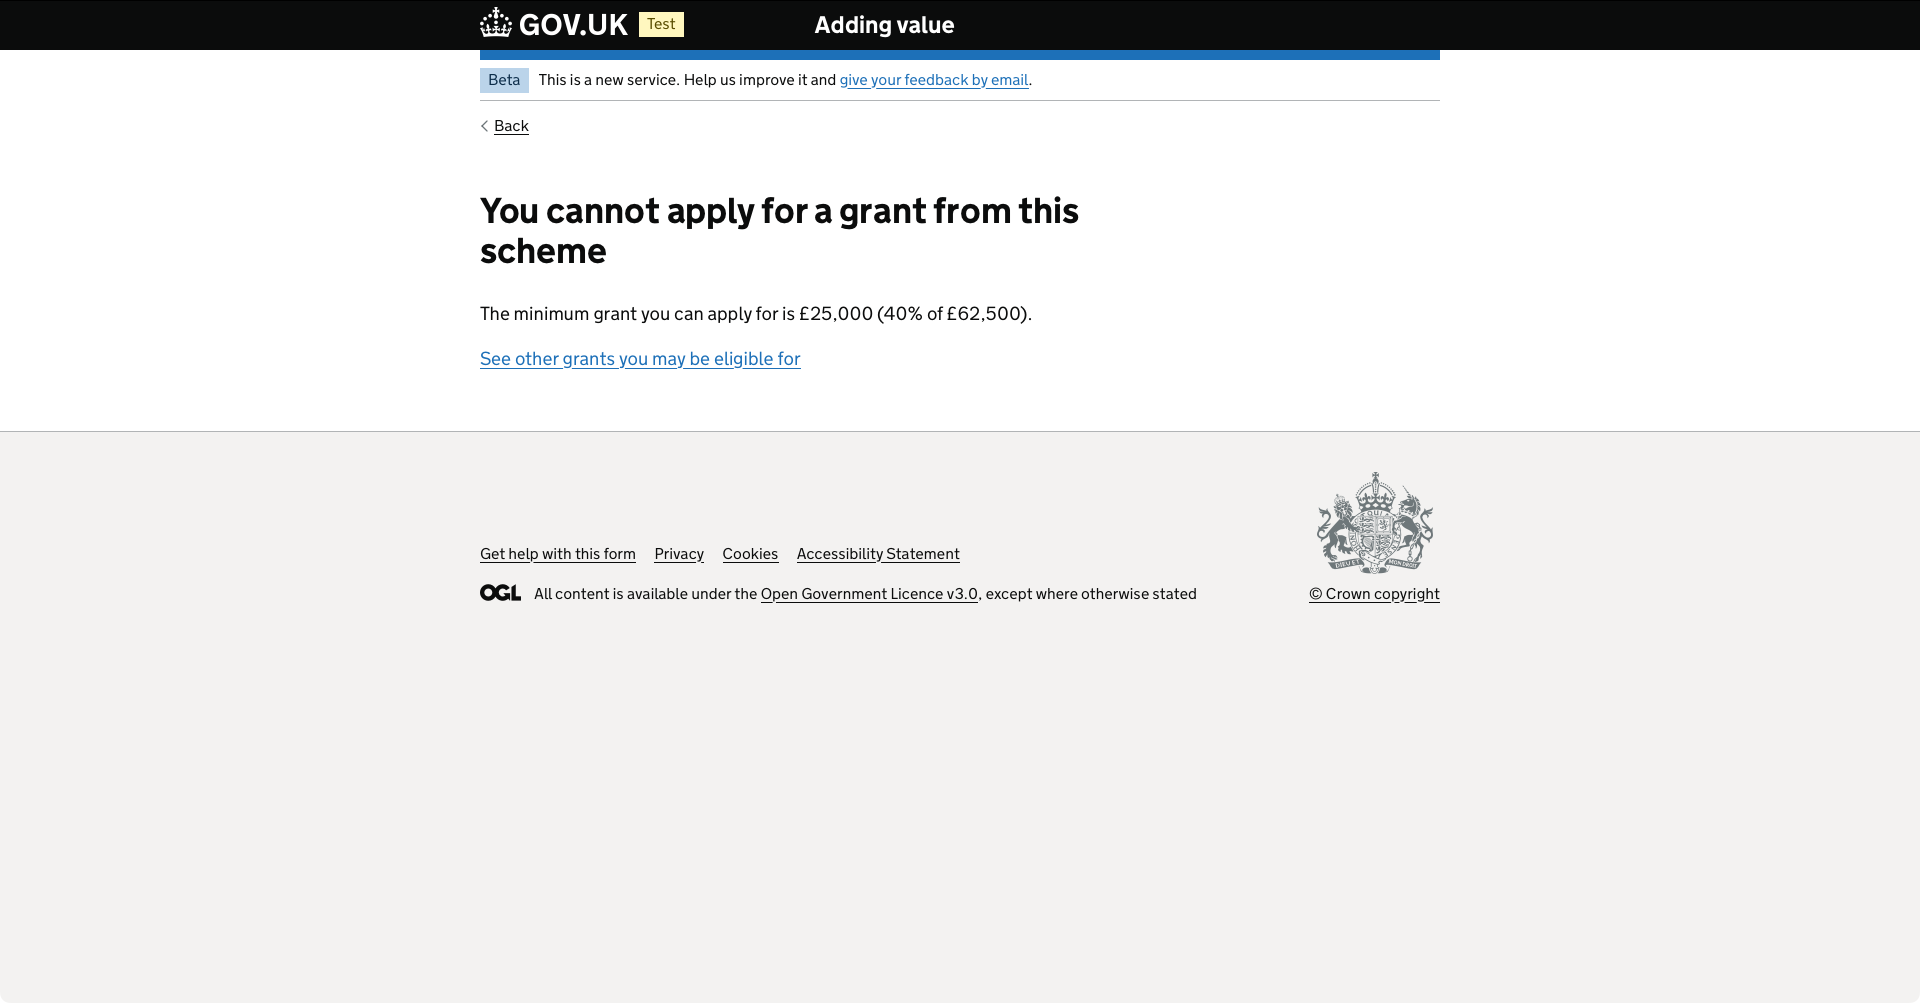 GOV.UK Test Adding value
Beta This is a new service. Help us improve it and give your feedback by email.
Back
You cannot apply for a grant from this
scheme
The minimum grant you can apply for is £25,000 (40% of £62,500).
See other grants you may be eligible for
Get help with this form Privacy Cookies Accessibility Statement
OGL All content is available under the Open Government Licence v3.0, except where otherwise stated
DIEU ET MON DROIT
© Crown copyright